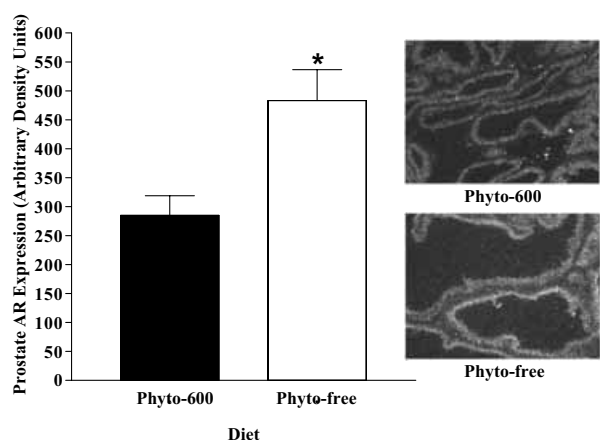 Prostate AR Expression (Arbitrary Density Units)
600
550
500
450
400
350
300
250
200
150
100
50
0
*
Phyto-600
Phyto-free
Diet
Phyto-600
Phyto-free